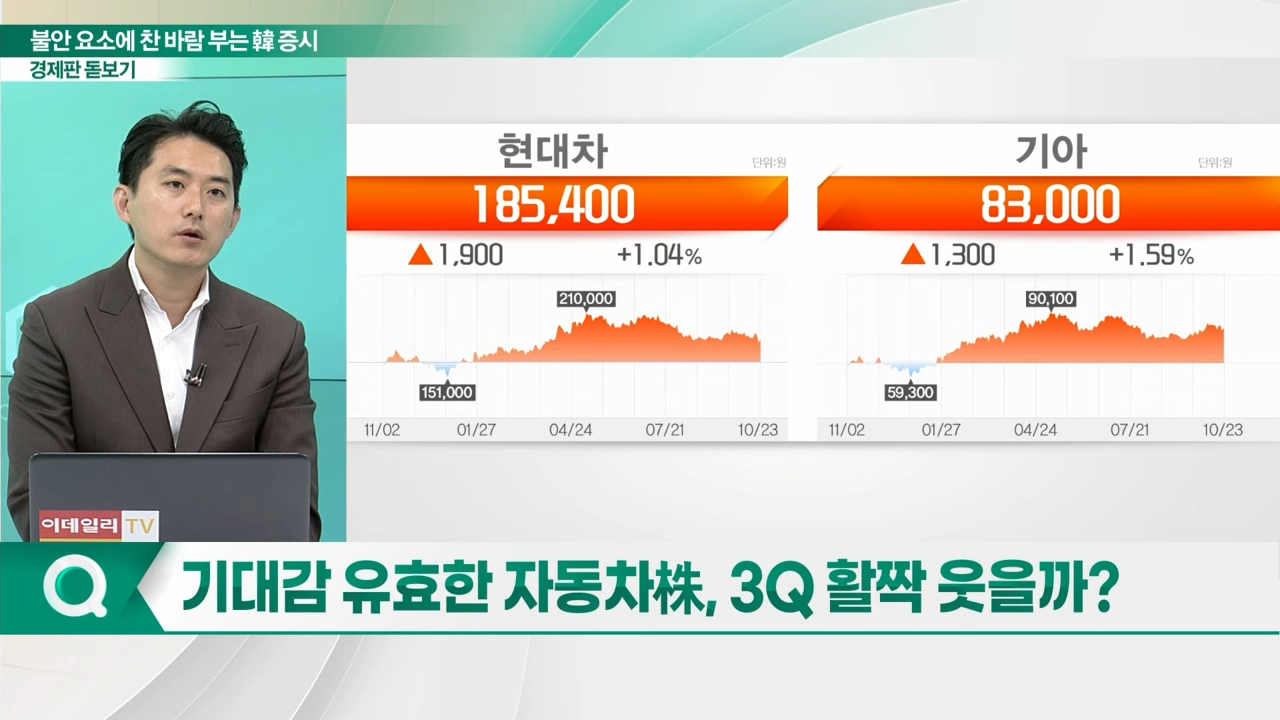 불안 요소에 찬 바람 부는 韓 증시
경제판 돋보기
현대차
단위:원
185,400
▲1,900 +1.04%
210,000
151,000
11/02 01/27 04/24 07/21 10/23
기아
단위:원
83,000
▲1,300 +1.59%
90,100
59,300
11/02 01/27 04/24 07/21 10/23
이데일리TV
Q
기대감 유효한 자동차株, 3Q 활짝 웃을까?